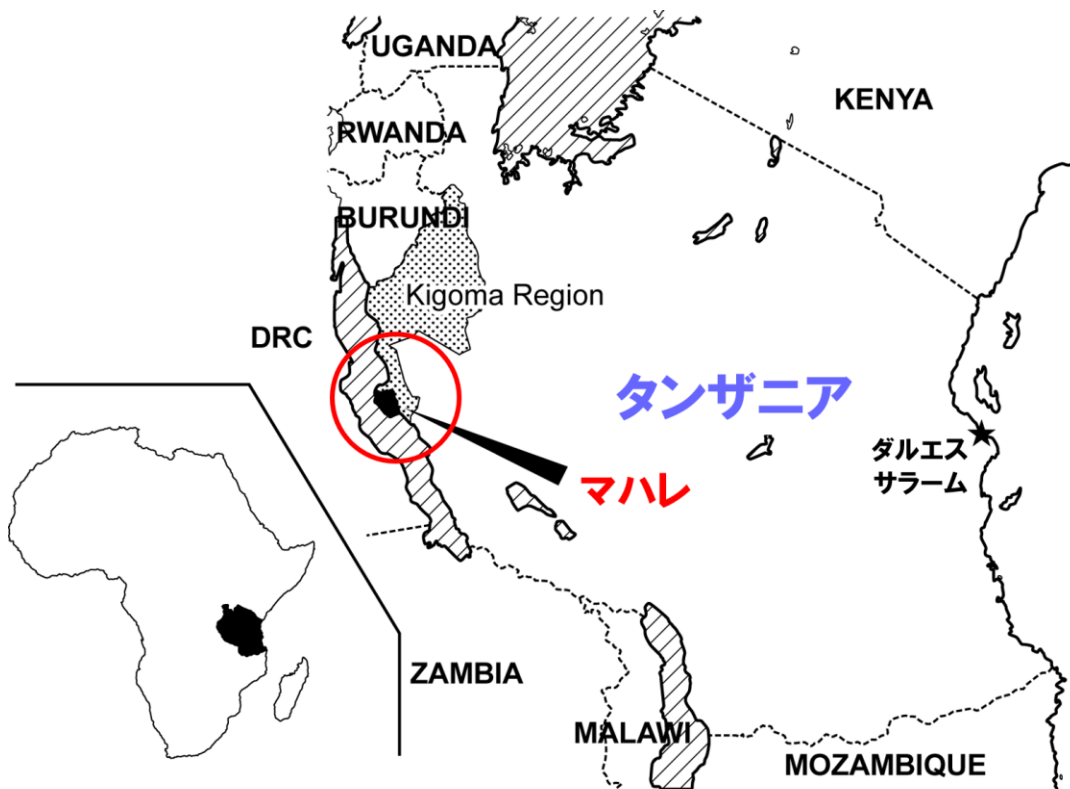 UGANDA
KENYA
RWANDA
BURUNDI
Kigoma Region
DRC
タンザニア
ダルエス
サラーム
マハレ
ZAMBIA
MALAWI
MOZAMBIQUE